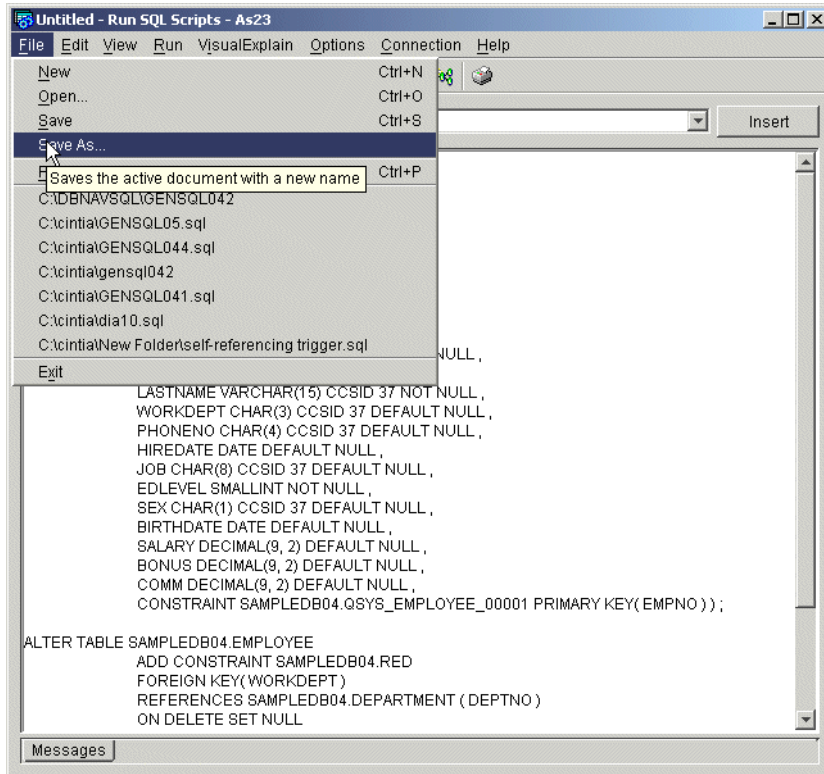 Untitled - Run SQL Scripts - As23
File Edit View Run VisualExplain Options Connection Help
New Ctrl+N
Open... Ctrl+O
Save Ctrl+S
Insert
Save As...
Ctrl+P
Saves the active document with a new name
C:\DBNAVSQL\GENSQL042
C:\cintia\GENSQL05.sql
C:\cintia\GENSQL044.sql
C:\cintia\gensql042
C:\cintia\GENSQL041.sql
C:\cintia\dia10.sql
C:\cintia\New Folder\self-referencing trigger.sql
NULL ,
Exit
LASTNAME VARCHAR(15) CCSID 37 NOT NULL ,
WORKDEPT CHAR(3) CCSID 37 DEFAULT NULL ,
PHONENO CHAR(4) CCSID 37 DEFAULT NULL ,
HIREDATE DATE DEFAULT NULL ,
JOB CHAR(8) CCSID 37 DEFAULT NULL ,
EDLEVEL SMALLINT NOT NULL ,
SEX CHAR(1) CCSID 37 DEFAULT NULL ,
BIRTHDATE DATE DEFAULT NULL ,
SALARY DECIMAL(9, 2) DEFAULT NULL ,
BONUS DECIMAL(9, 2) DEFAULT NULL ,
COMM DECIMAL(9, 2) DEFAULT NULL ,
CONSTRAINT SAMPLEDB04.QSYS_EMPLOYEE_00001 PRIMARY KEY( EMPNO ) ) ;
ALTER TABLE SAMPLEDB04.EMPLOYEE
ADD CONSTRAINT SAMPLEDB04.RED
FOREIGN KEY( WORKDEPT )
REFERENCES SAMPLEDB04.DEPARTMENT ( DEPTNO )
ON DELETE SET NULL
Messages